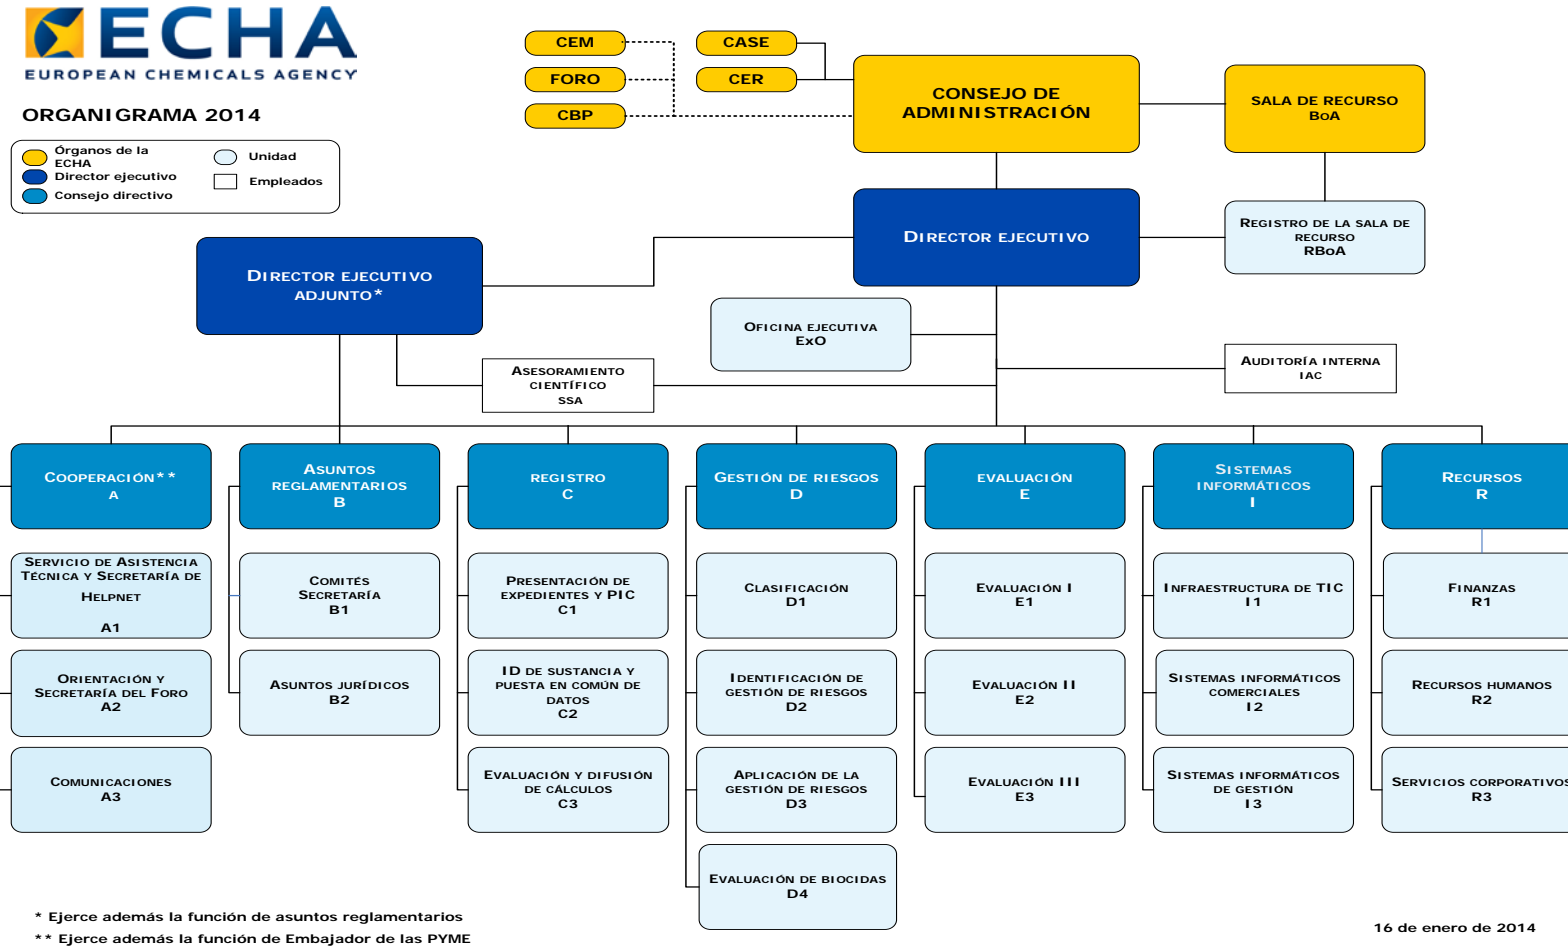 ECHA
EUROPEAN CHEMICALS AGENCY
ORGANIGRAMA 2014
Órganos de la
ECHA
Director ejecutivo
Consejo directivo
Unidad
Empleados
CEM
FORO
CBP
CASE
CER
CONSEJO DE
ADMINISTRACIÓN
SALA DE RECURSO
BOA
REGISTRO DE LA SALA DE
RECURSO
RBOA
DIRECTOR EJECUTIVO
DIRECTOR EJECUTIVO
ADJUNTO*
OFICINA EJECUTIVA
EXO
ASESORAMIENTO
CIENTÍFICO
SSA
AUDITORÍA INTERNA
IAC
COOPERACIÓN**
A
ASUNTOS
REGLAMENTARIOS
B
REGISTRO
C
GESTIÓN DE RIESGOS
D
EVALUACIÓN
E
SISTEMAS
INFORMÁTICOS
I
RECURSOS
R
SERVICIO DE ASISTENCIA
TÉCNICA Y SECRETARÍA DE
HELPNET
A1
COMITÉS
SECRETARÍA
B1
PRESENTACIÓN DE
EXPEDIENTES Y PIC
C1
CLASIFICACIÓN
D1
EVALUACIÓN I
E1
INFRAESTRUCTURA DE TIC
I1
FINANZAS
R1
ORIENTACIÓN Y
SECRETARÍA DEL FORO
A2
ASUNTOS JURÍDICOS
B2
ID DE SUSTANCIA Y
PUESTA EN COMÚN DE
DATOS
C2
IDENTIFICACIÓN DE
GESTIÓN DE RIESGOS
D2
EVALUACIÓN II
E2
SISTEMAS INFORMÁTICOS
COMERCIALES
I2
RECURSOS HUMANOS
R2
COMUNICACIONES
A3
EVALUACIÓN Y DIFUSIÓN
DE CÁLCULOS
C3
APLICACIÓN DE LA
GESTIÓN DE RIESGOS
D3
EVALUACIÓN III
E3
SISTEMAS INFORMÁTICOS
DE GESTIÓN
I3
SERVICIOS CORPORATIVOS
R3
EVALUACIÓN DE BIOCIDAS
D4
* Ejerce además la función de asuntos reglamentarios
** Ejerce además la función de Embajador de las PYME
16 de enero de 2014